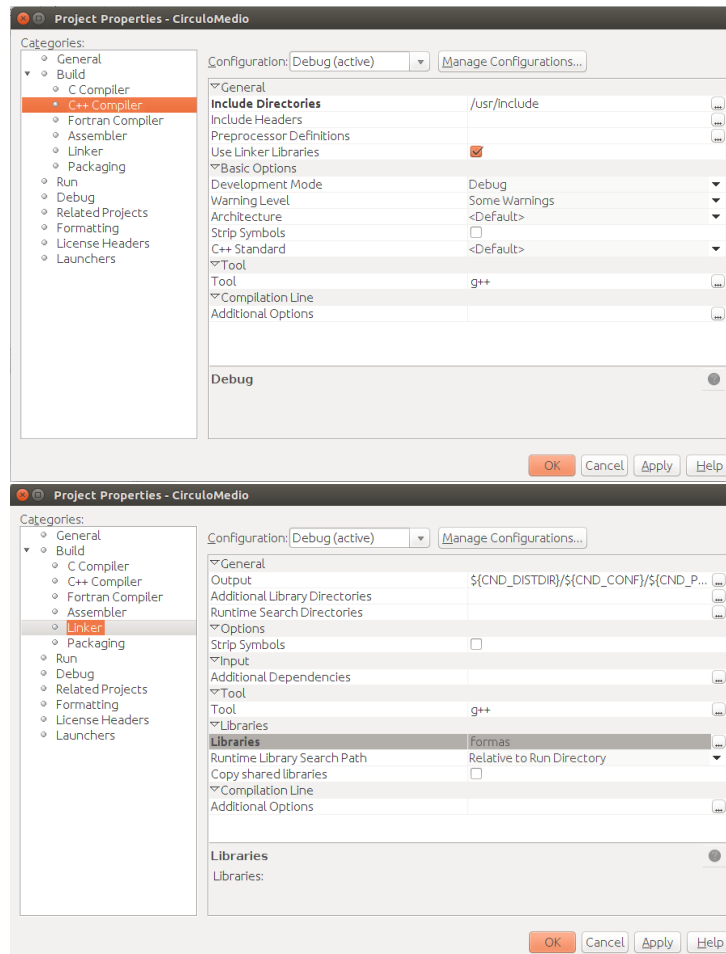 Project Properties - CirculoMedio
Categories:
General
Build
C Compiler
C++ Compiler
Fortran Compiler
Assembler
Linker
Packaging
Run
Debug
Related Projects
Formatting
License Headers
Launchers
Configuration: Debug (active) Manage Configurations...
General
Include Directories /usr/include ...
Include Headers ...
Preprocessor Definitions ...
Use Linker Libraries
Basic Options
Development Mode Debug
Warning Level Some Warnings
Architecture <Default>
Strip Symbols
C++ Standard <Default>
Tool
Tool g++ ...
Compilation Line
Additional Options ...
Debug
OK Cancel Apply Help
Project Properties - CirculoMedio
Categories:
General
Build
C Compiler
C++ Compiler
Fortran Compiler
Assembler
Linker
Packaging
Run
Debug
Related Projects
Formatting
License Headers
Launchers
Configuration: Debug (active) Manage Configurations...
General
Output ${CND_DISTDIR}/${CND_CONF}/${CND_P... ...
Additional Library Directories ...
Runtime Search Directories ...
Options
Strip Symbols
Input
Additional Dependencies ...
Tool
Tool g++ ...
Libraries
Libraries formas ...
Runtime Library Search Path Relative to Run Directory
Copy shared libraries
Compilation Line
Additional Options ...
Libraries
Libraries:
OK Cancel Apply Help